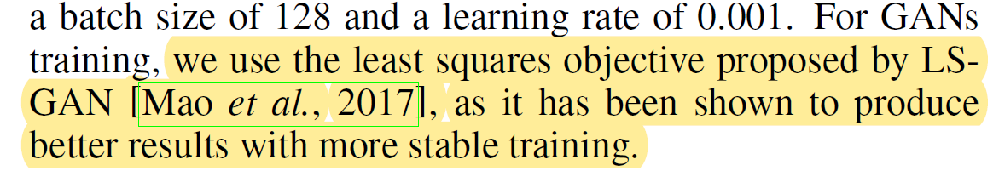 a batch size of 128 and a learning rate of 0.001. For GANs
training, we use the least squares objective proposed by LS-
GAN [Mao et al., 2017], as it has been shown to produce
better results with more stable training.